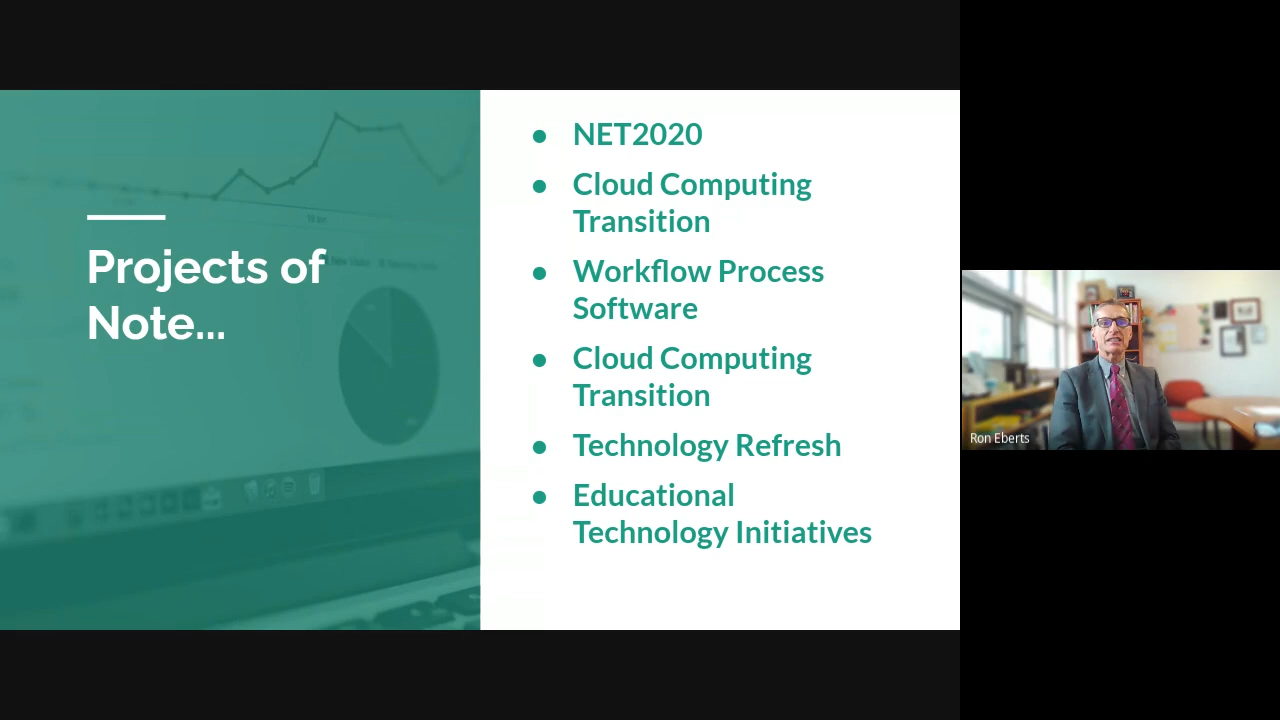 Projects of
Note...
● NET2020
● Cloud Computing
Transition
● Workflow Process
Software
● Cloud Computing
Transition
● Technology Refresh
● Educational
Technology Initiatives
Ron Eberts